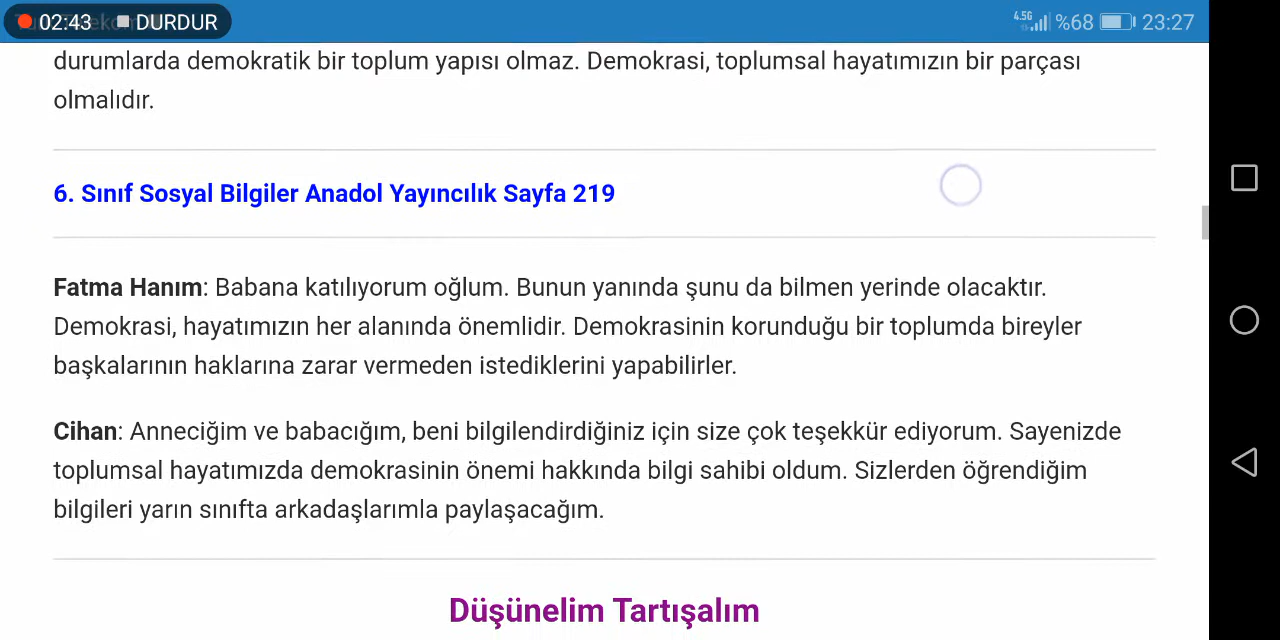 02:43 DURDUR 4.5G %68 23:27
durumlarda demokratik bir toplum yapısı olmaz. Demokrasi, toplumsal hayatımızın bir parçası
olmalıdır.
6. Sınıf Sosyal Bilgiler Anadol Yayıncılık Sayfa 219
Fatma Hanım: Babana katılıyorum oğlum. Bunun yanında şunu da bilmen yerinde olacaktır.
Demokrasi, hayatımızın her alanında önemlidir. Demokrasinin korunduğu bir toplumda bireyler
başkalarının haklarına zarar vermeden istediklerini yapabilirler.
Cihan: Anneciğim ve babacığım, beni bilgilendirdiğiniz için size çok teşekkür ediyorum. Sayenizde
toplumsal hayatımızda demokrasinin önemi hakkında bilgi sahibi oldum. Sizlerden öğrendiğim
bilgileri yarın sınıfta arkadaşlarımla paylaşacağım.
Düşünelim Tartışalım